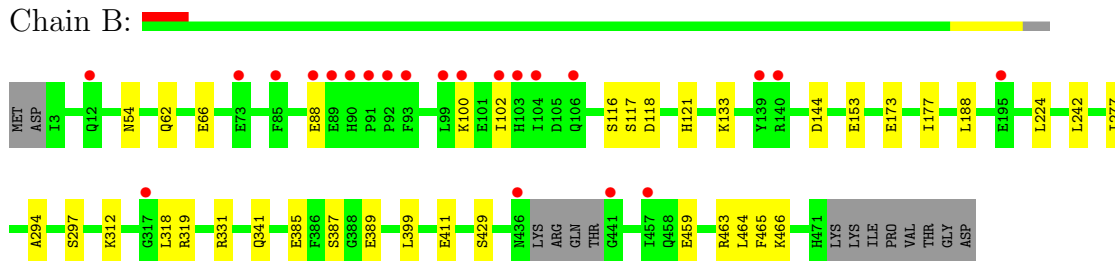 Chain B:
MET ASP I3 Q12 N54 Q62 E66 E73 F85 E88 E89 H90 P91 P92 F93 L99 K100 E101 I102 H103 I104 D105 Q106 S116 S117 D118 H121 K133 Y139 R140 D144 E153 E173 I177 L188 E195 L224 L242 L277
A294 S297 K312 G317 L318 R319 R331 Q341 E385 F386 S387 G388 E389 L399 E411 S429 N436 LYS ARG GLN THR G441 I457 Q458 E459 R463 L464 F465 K466 H471 LYS LYS ILE PRO VAL THR GLY ASP